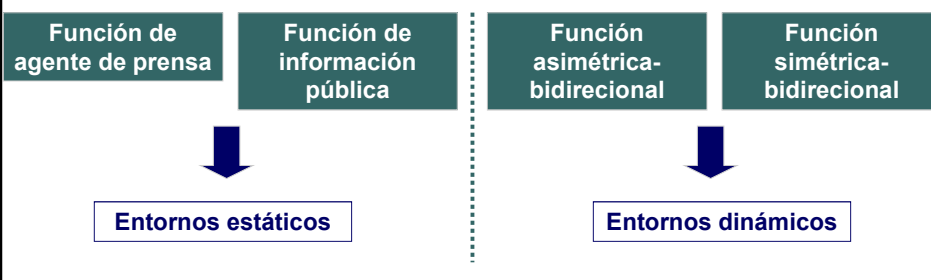 Función de
agente de prensa
Función de
información
pública
Función
asimétrica-
bidirecional
Función
simétrica-
bidirecional
Entornos estáticos
Entornos dinámicos